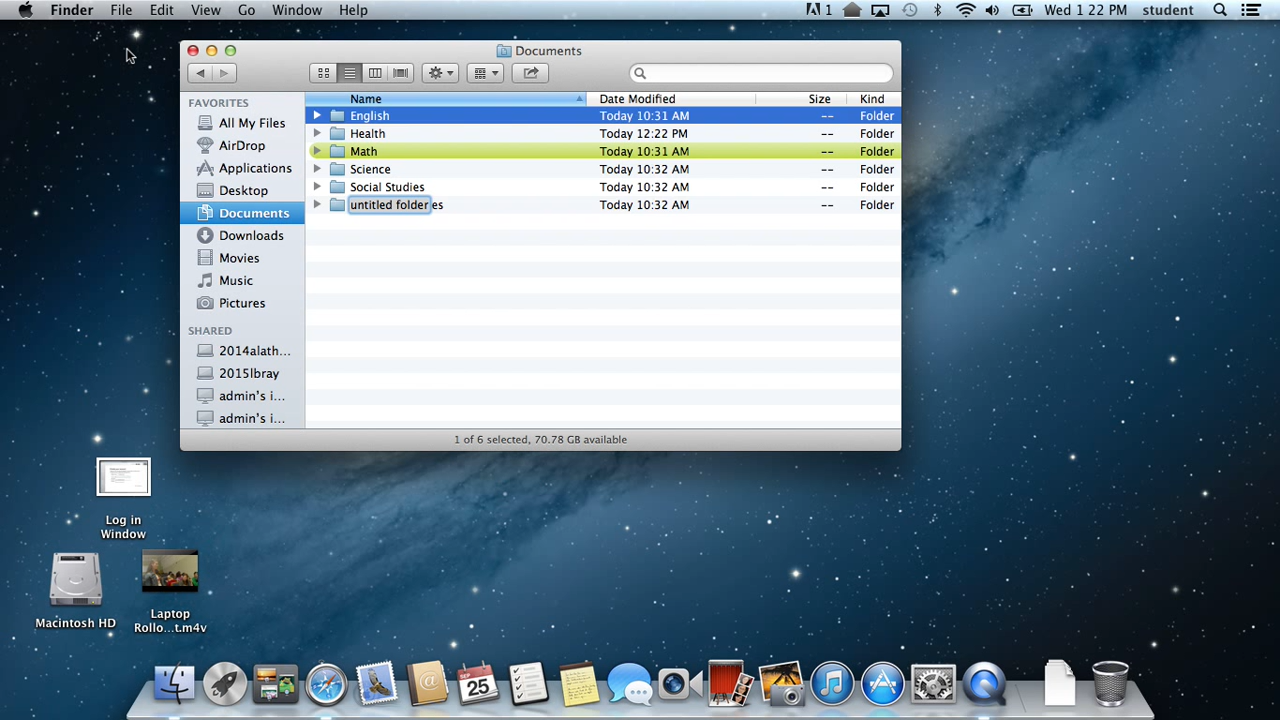 Finder File Edit View Go Window Help 1 Wed 1 22 PM student
Documents
FAVORITES
All My Files
AirDrop
Applications
Desktop
Documents
Downloads
Movies
Music
Pictures
SHARED
2014alath...
2015lbray
admin's i...
admin's i...
Name Date Modified Size Kind
English Today 10:31 AM -- Folder
Health Today 12:22 PM -- Folder
Math Today 10:31 AM -- Folder
Science Today 10:32 AM -- Folder
Social Studies Today 10:32 AM -- Folder
untitled folder es Today 10:32 AM -- Folder
1 of 6 selected, 70.78 GB available
Log in
Window
Macintosh HD
Laptop
Rollo...t.m4v
SEP
25